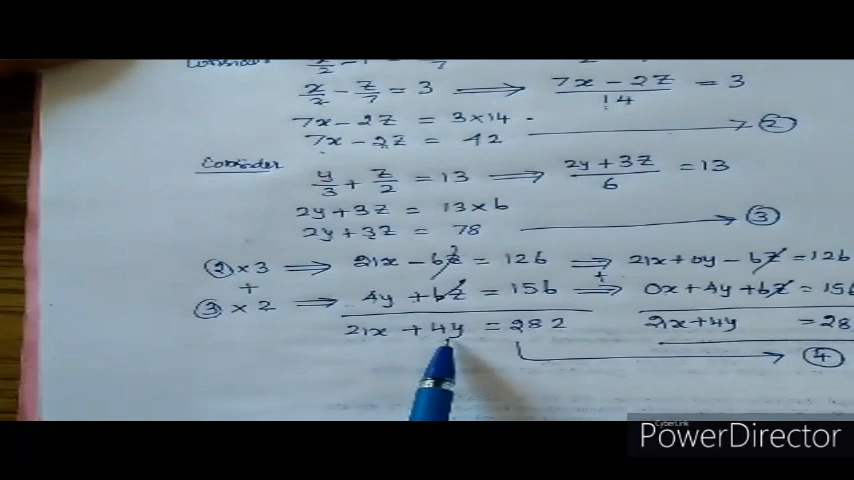 Consider x/2 - 
x/2 - z/7 = 3 ⟹ 7x - 2z / 14 = 3
7x - 2z = 3 x 14
7x - 2z = 42 → ②
Consider
y/3 + z/2 = 13 ⟹ 2y + 3z / 6 = 13
2y + 3z = 13 x 6
2y + 3z = 78 → ③
② x 3 ⟹ 21x - 6z = 126 ⟹ 21x + 0y - 6z = 126
+ +
③ x 2 ⟹ 4y + 6z = 156 ⟹ 0x + 4y + 6z = 156
21x + 4y = 282 21x + 4y = 28
→ ④
CyberLink
PowerDirector